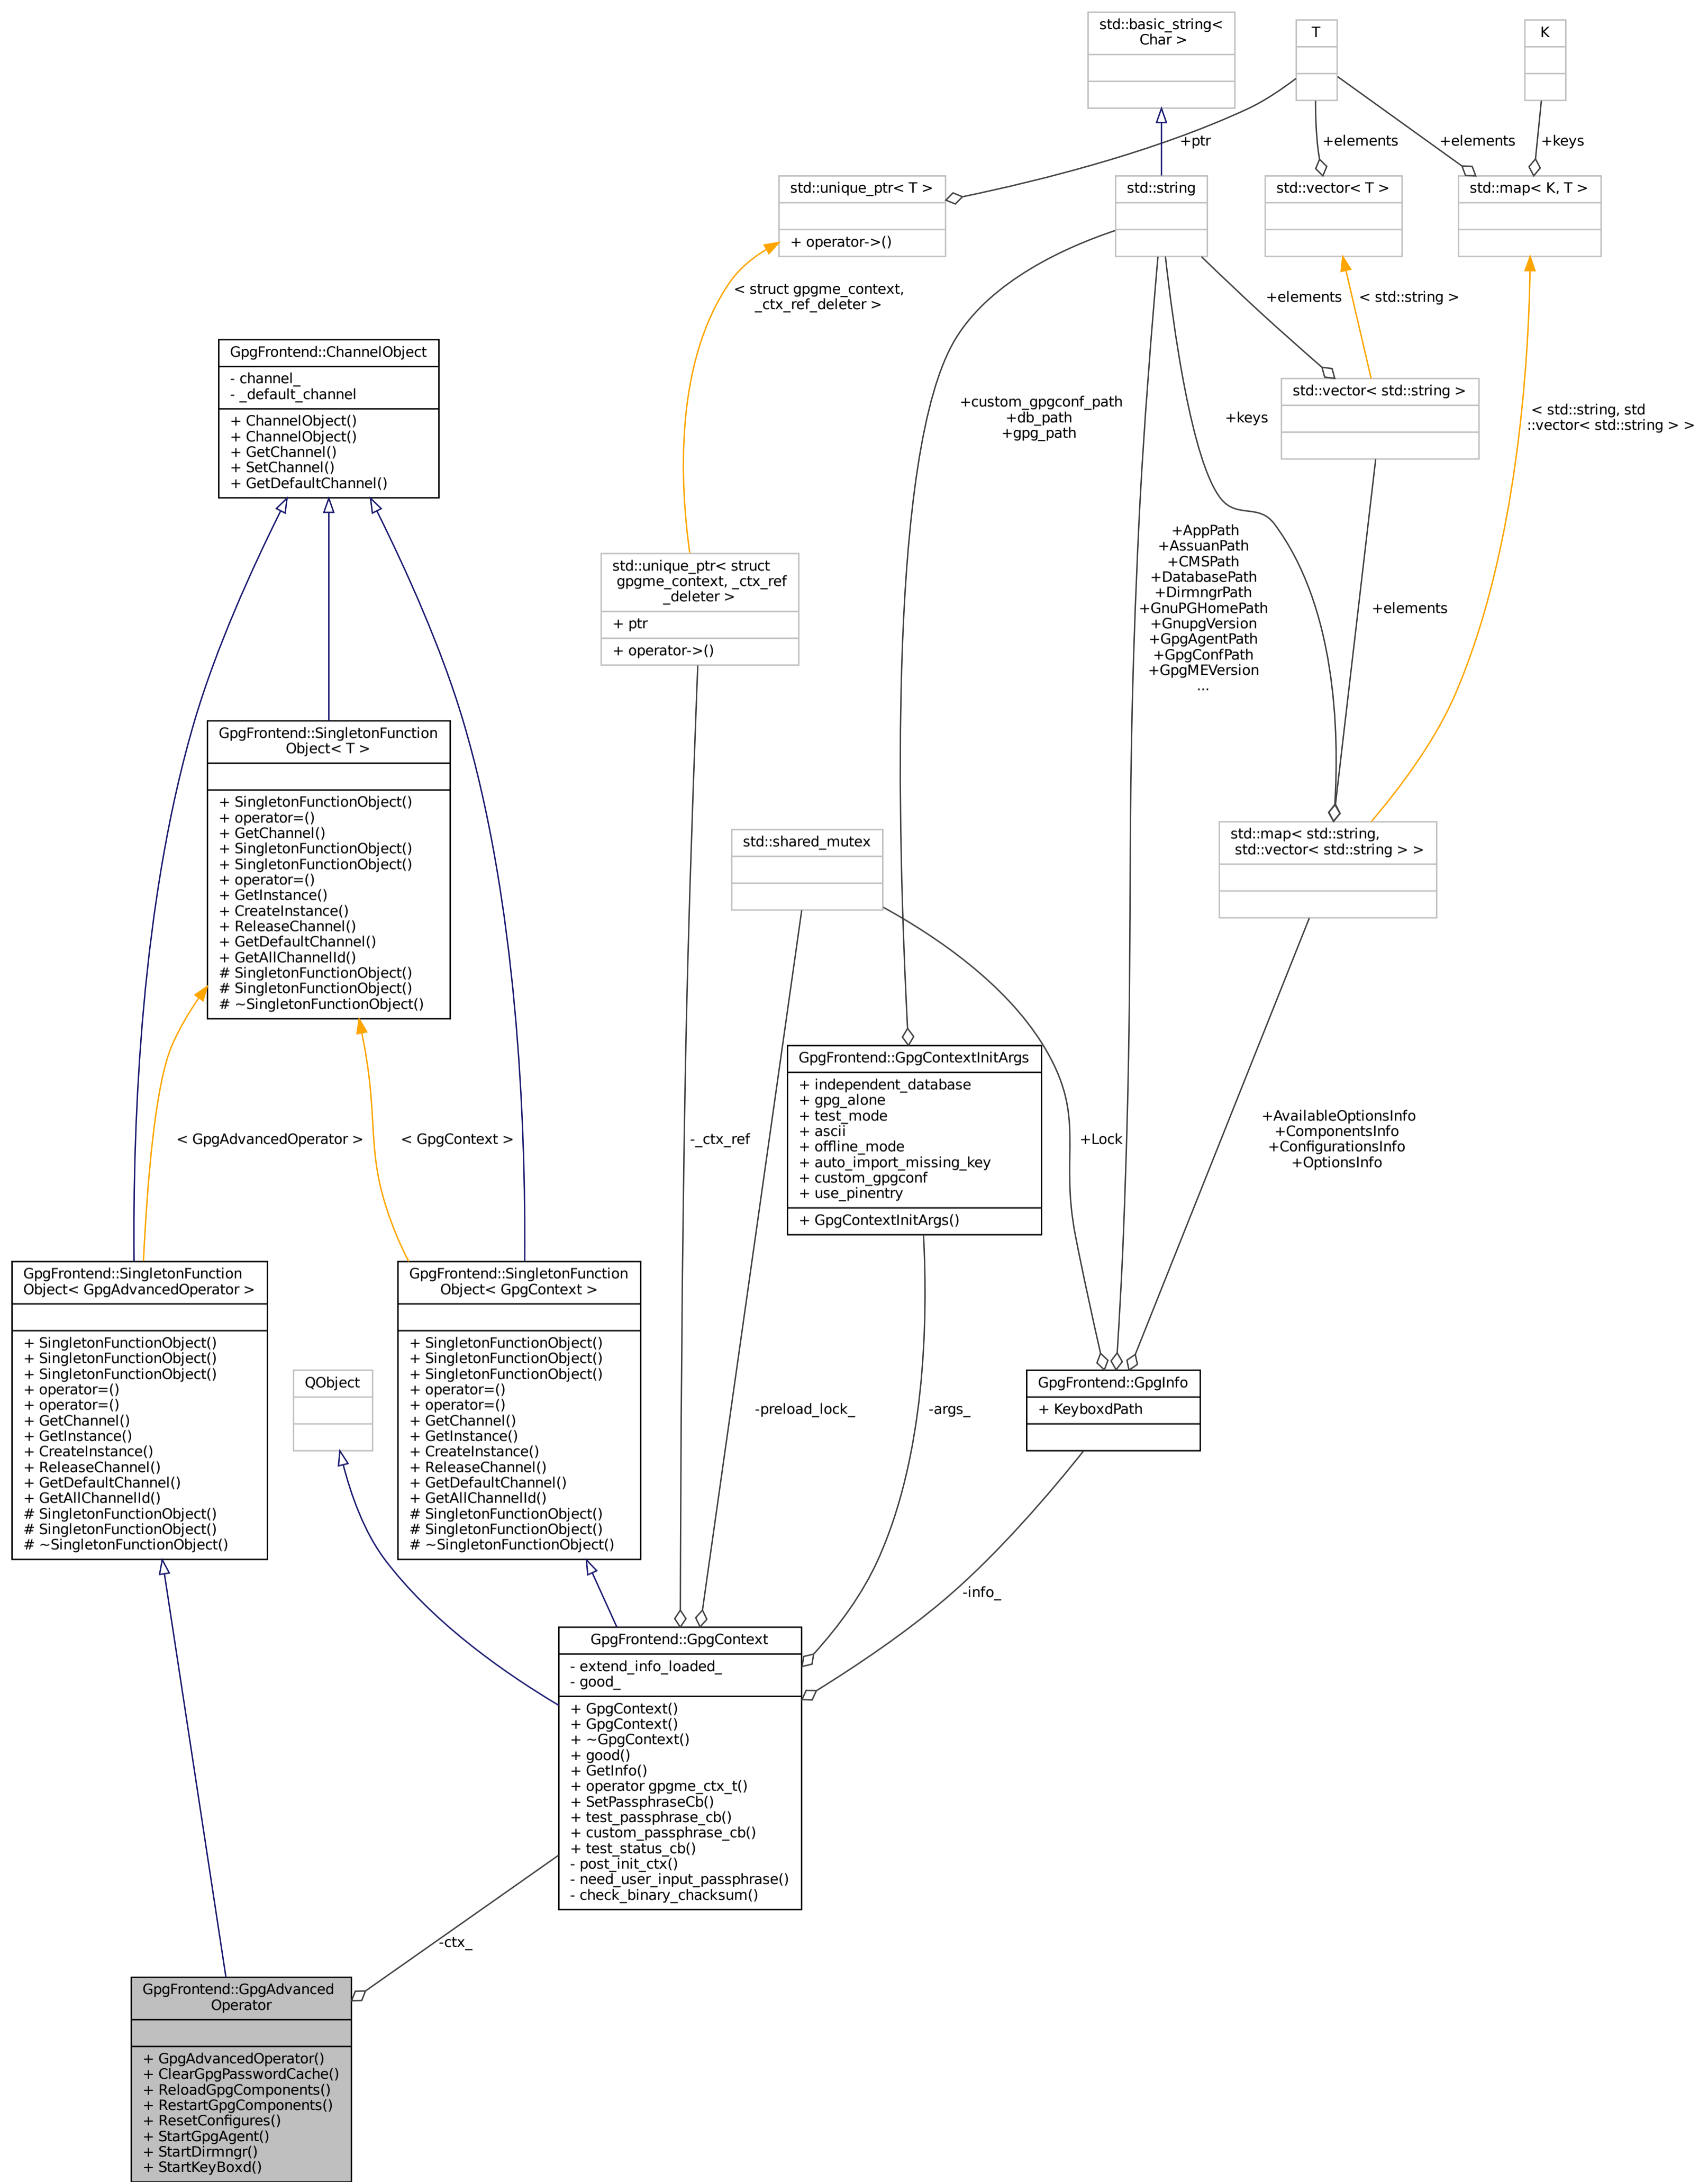 std::basic_string<
Char >
T
K
+ptr
+elements
+elements
+keys
std::unique_ptr< T >
+ operator->()
std::string
std::vector< T >
std::map< K, T >
< struct gpgme_context,
_ctx_ref_deleter >
+elements
< std::string >
GpgFrontend::ChannelObject
- channel_
- _default_channel
+ ChannelObject()
+ ChannelObject()
+ GetChannel()
+ SetChannel()
+ GetDefaultChannel()
+custom_gpgconf_path
+db_path
+gpg_path
+keys
std::vector< std::string >
< std::string, std
::vector< std::string > >
std::unique_ptr< struct
gpgme_context, _ctx_ref
_deleter >
+ ptr
+ operator->()
+AppPath
+AssuanPath
+CMSPath
+DatabasePath
+DirmngrPath
+GnuPGHomePath
+GnupgVersion
+GpgAgentPath
+GpgConfPath
+GpgMEVersion
...
+elements
GpgFrontend::SingletonFunction
Object< T >
+ SingletonFunctionObject()
+ operator=()
+ GetChannel()
+ SingletonFunctionObject()
+ SingletonFunctionObject()
+ operator=()
+ GetInstance()
+ CreateInstance()
+ ReleaseChannel()
+ GetDefaultChannel()
+ GetAllChannelId()
# SingletonFunctionObject()
# SingletonFunctionObject()
# ~SingletonFunctionObject()
std::shared_mutex
std::map< std::string,
std::vector< std::string > >
< GpgAdvancedOperator >
< GpgContext >
-_ctx_ref
GpgFrontend::GpgContextInitArgs
+ independent_database
+ gpg_alone
+ test_mode
+ ascii
+ offline_mode
+ auto_import_missing_key
+ custom_gpgconf
+ use_pinentry
+ GpgContextInitArgs()
+Lock
+AvailableOptionsInfo
+ComponentsInfo
+ConfigurationsInfo
+OptionsInfo
GpgFrontend::SingletonFunction
Object< GpgAdvancedOperator >
+ SingletonFunctionObject()
+ SingletonFunctionObject()
+ SingletonFunctionObject()
+ operator=()
+ operator=()
+ GetChannel()
+ GetInstance()
+ CreateInstance()
+ ReleaseChannel()
+ GetDefaultChannel()
+ GetAllChannelId()
# SingletonFunctionObject()
# SingletonFunctionObject()
# ~SingletonFunctionObject()
QObject
GpgFrontend::SingletonFunction
Object< GpgContext >
+ SingletonFunctionObject()
+ SingletonFunctionObject()
+ SingletonFunctionObject()
+ operator=()
+ operator=()
+ GetChannel()
+ GetInstance()
+ CreateInstance()
+ ReleaseChannel()
+ GetDefaultChannel()
+ GetAllChannelId()
# SingletonFunctionObject()
# SingletonFunctionObject()
# ~SingletonFunctionObject()
-preload_lock_
-args_
GpgFrontend::GpgInfo
+ KeyboxdPath
-info_
GpgFrontend::GpgContext
- extend_info_loaded_
- good_
+ GpgContext()
+ GpgContext()
+ ~GpgContext()
+ good()
+ GetInfo()
+ operator gpgme_ctx_t()
+ SetPassphraseCb()
+ test_passphrase_cb()
+ custom_passphrase_cb()
+ test_status_cb()
- post_init_ctx()
- need_user_input_passphrase()
- check_binary_chacksum()
-ctx_
GpgFrontend::GpgAdvanced
Operator
+ GpgAdvancedOperator()
+ ClearGpgPasswordCache()
+ ReloadGpgComponents()
+ RestartGpgComponents()
+ ResetConfigures()
+ StartGpgAgent()
+ StartDirmngr()
+ StartKeyBoxd()